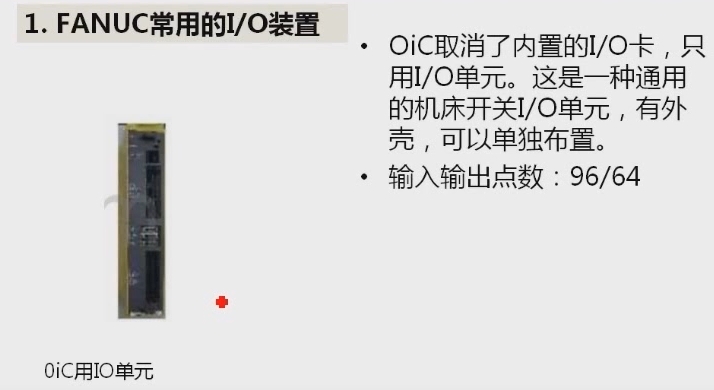 1. FANUC常用的I/O装置
• OiC取消了内置的I/O卡，只
用I/O单元。这是一种通用
的机床开关I/O单元，有外
壳，可以单独布置。
• 输入输出点数：96/64
0iC用IO单元